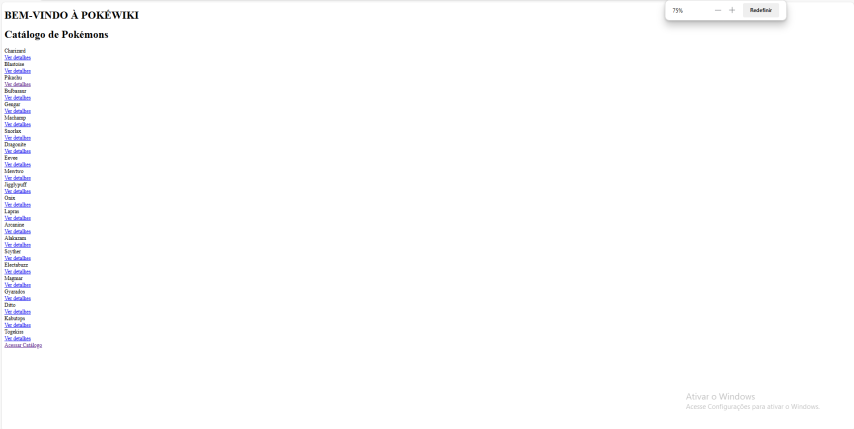 BEM-VINDO À POKÉWIKI
75%
Redefinir
Catálogo de Pokémons
Charizard
Ver detalhes
Blastoise
Ver detalhes
Pikachu
Ver detalhes
Bulbasaur
Ver detalhes
Gengar
Ver detalhes
Machamp
Ver detalhes
Snorlax
Ver detalhes
Dragonite
Ver detalhes
Eevee
Ver detalhes
Mewtwo
Ver detalhes
Jigglypuff
Ver detalhes
Onix
Ver detalhes
Lapras
Ver detalhes
Arcanine
Ver detalhes
Alakazam
Ver detalhes
Scyther
Ver detalhes
Electabuzz
Ver detalhes
Magmar
Ver detalhes
Gyarados
Ver detalhes
Ditto
Ver detalhes
Kabutops
Ver detalhes
Togekiss
Ver detalhes
Acessar Catálogo
Ativar o Windows
Acesse Configurações para ativar o Windows.